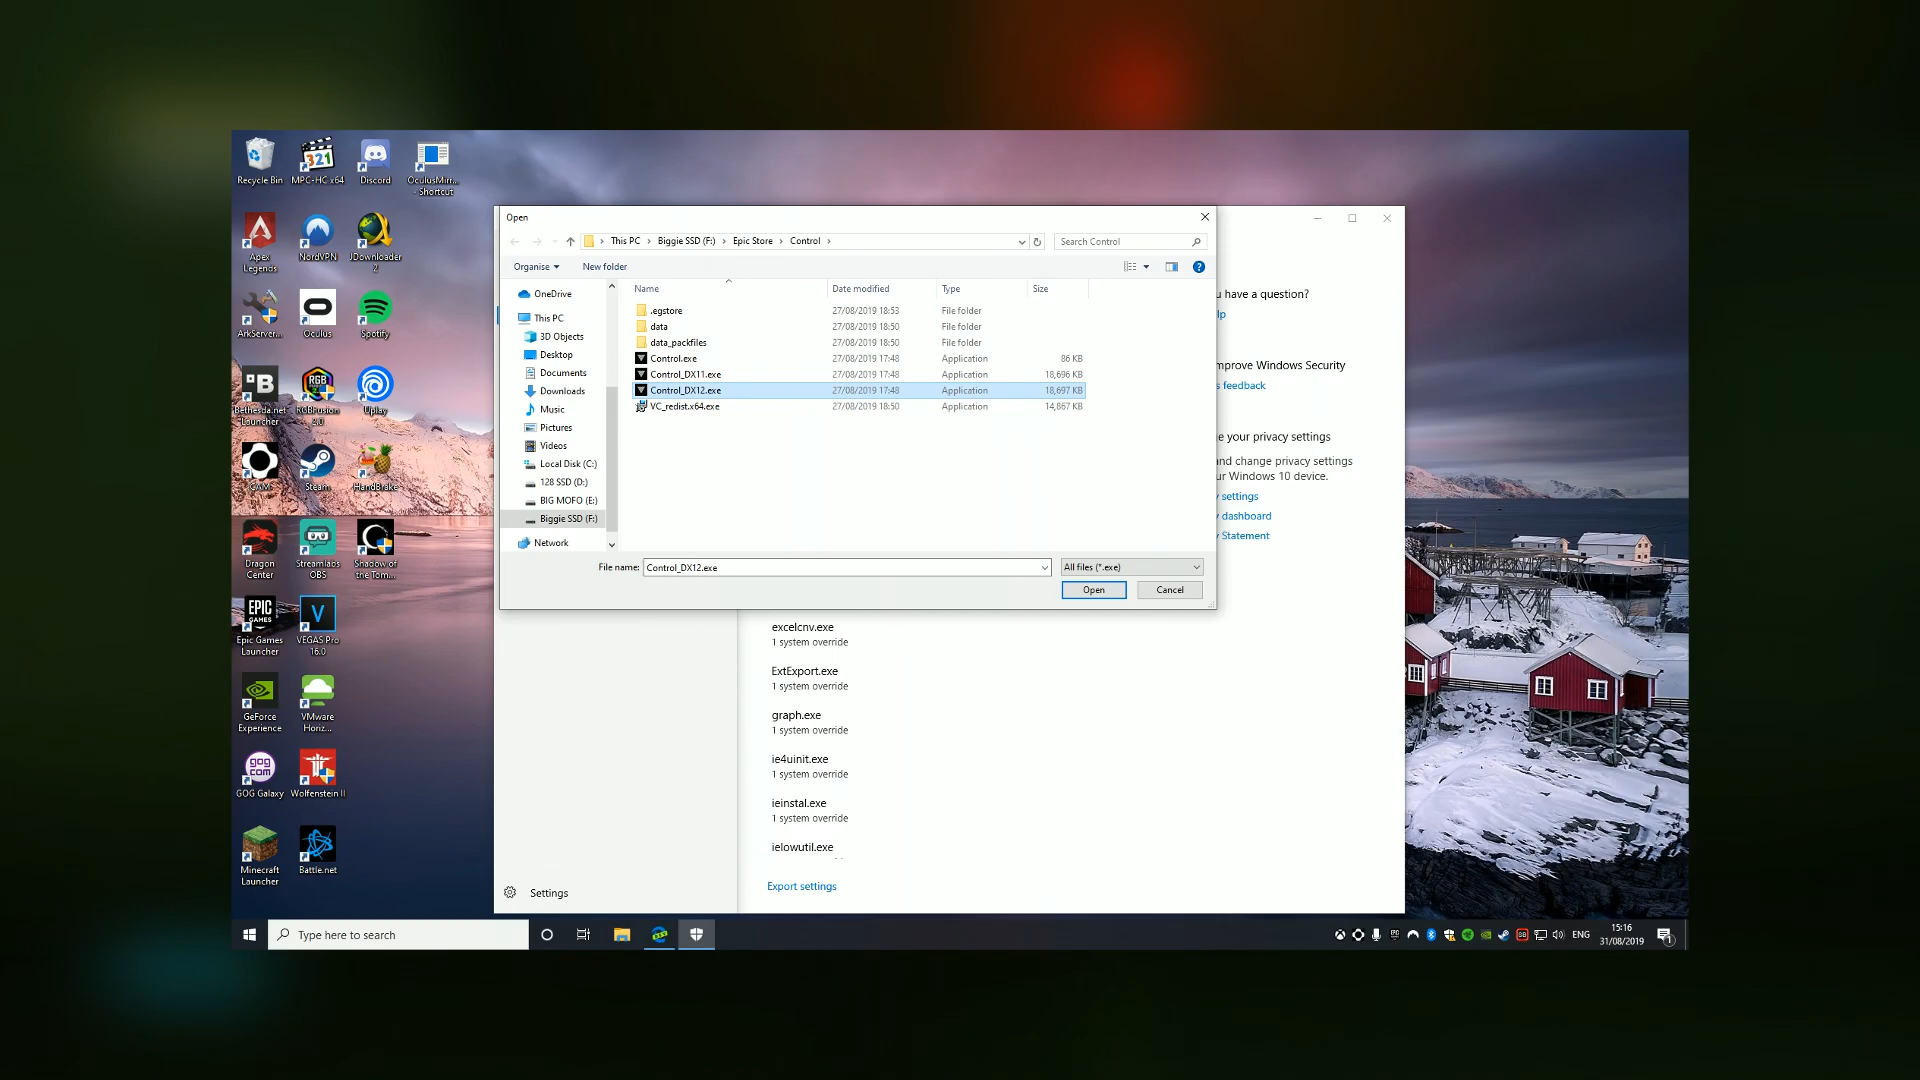 Recycle Bin
MPC-HC x64
Discord
OculusMirr...
- Shortcut
Apex
Legends
NordVPN
JDownloader
2
ArkServer...
Oculus
Spotify
Bethesda.net
Launcher
RGBFusion
2.0
Uplay
CAM
Steam
HandBrake
Dragon
Center
Streamlabs
OBS
Shadow of
the Tom...
EPIC
GAMES
Epic Games
Launcher
VEGAS Pro
16.0
GeForce
Experience
VMware
Horiz...
GOG
COM
GOG Galaxy
Wolfenstein II
Minecraft
Launcher
Battle.net
Open
This PC > Biggie SSD (F:) > Epic Store > Control >
Search Control
Organise
New folder
OneDrive
This PC
3D Objects
Desktop
Documents
Downloads
Music
Pictures
Videos
Local Disk (C:)
128 SSD (D:)
BIG MOFO (E:)
Biggie SSD (F:)
Network
Name Date modified Type Size
.egstore 27/08/2019 18:53 File folder
data 27/08/2019 18:50 File folder
data_packfiles 27/08/2019 18:50 File folder
Control.exe 27/08/2019 17:48 Application 86 KB
Control_DX11.exe 27/08/2019 17:48 Application 18,696 KB
Control_DX12.exe 27/08/2019 17:48 Application 18,697 KB
VC_redist.x64.exe 27/08/2019 18:50 Application 14,867 KB
File name: Control_DX12.exe
All files (*.exe)
Open
Cancel
u have a question?
lp
mprove Windows Security
s feedback
e your privacy settings
and change privacy settings
ur Windows 10 device.
y settings
y dashboard
y Statement
excelcnv.exe
1 system override
ExtExport.exe
1 system override
graph.exe
1 system override
ie4uinit.exe
1 system override
ieinstal.exe
1 system override
ielowutil.exe
Export settings
Settings
Type here to search
ENG
15:16
31/08/2019
1